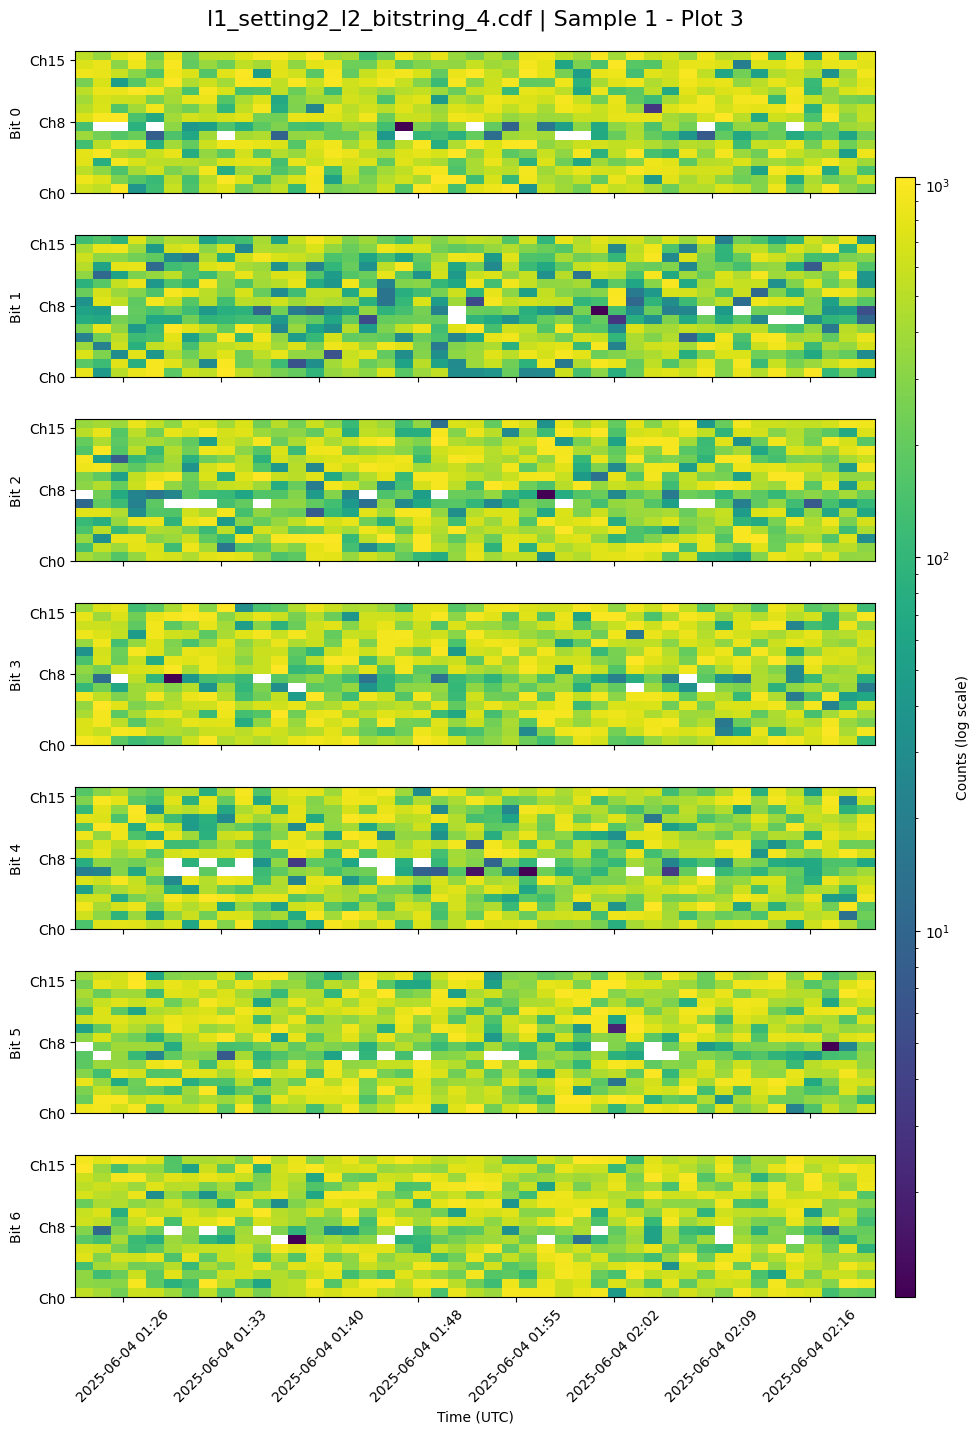 l1_setting2_l2_bitstring_4.cdf | Sample 1 - Plot 3
Ch15
Ch8
Ch0
Bit 0
Ch15
Ch8
Ch0
Bit 1
Ch15
Ch8
Ch0
Bit 2
Ch15
Ch8
Ch0
Bit 3
Ch15
Ch8
Ch0
Bit 4
Ch15
Ch8
Ch0
Bit 5
Ch15
Ch8
Ch0
Bit 6
2025-06-04 01:26
2025-06-04 01:33
2025-06-04 01:40
2025-06-04 01:48
2025-06-04 01:55
2025-06-04 02:02
2025-06-04 02:09
2025-06-04 02:16
Time (UTC)
10³
10²
10¹
Counts (log scale)